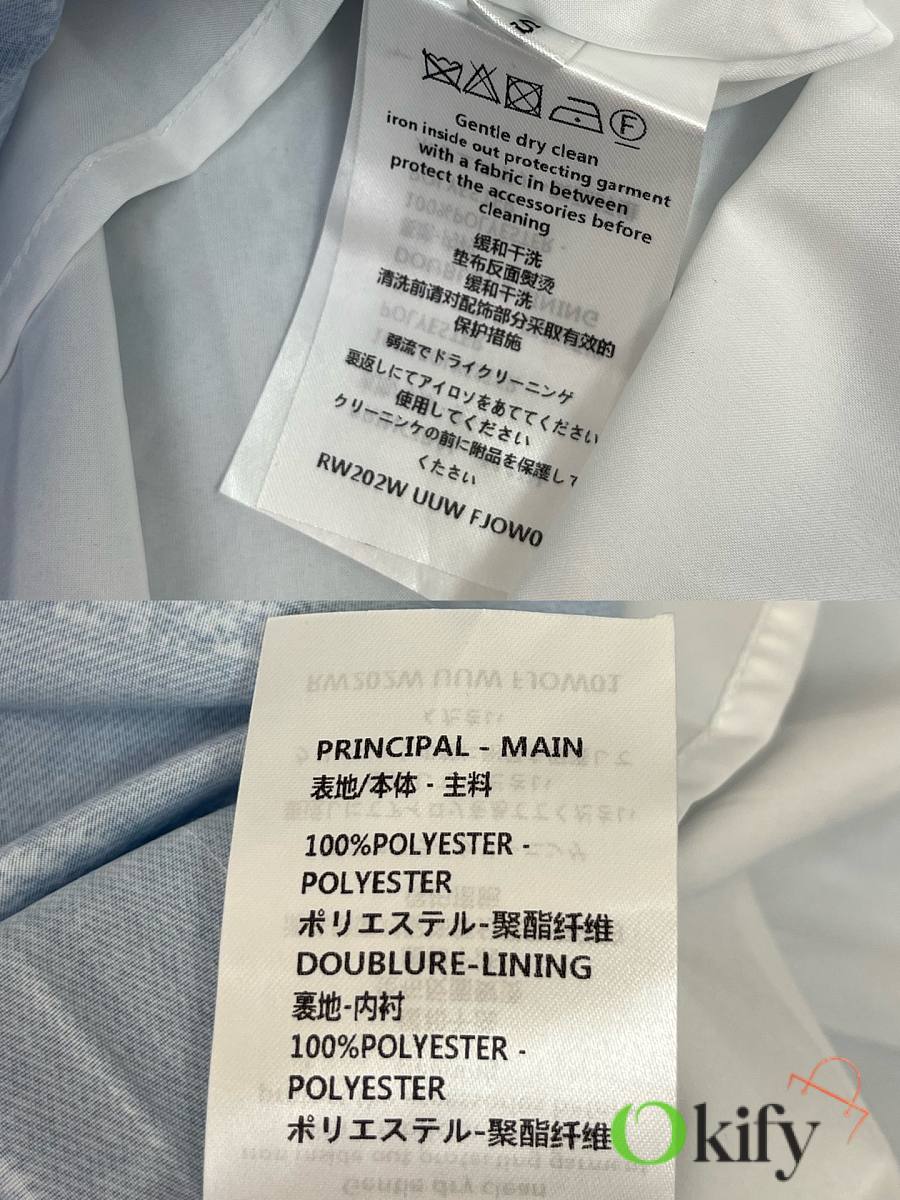 S
F
Gentle dry clean
iron inside out protecting garment
with a fabric in between
protect the accessories before
cleaning
缓和干洗
垫布反面熨烫
缓和干洗
清洗前请对配饰部分采取有效的
保护措施
弱流でドライクリーニンゲ
裏返しにてアイロソをあててください
使用してください
クリーニンケの前に附品を保護して
くたさい
RW202W UUW FJOW0
PRINCIPAL - MAIN
表地/本体 - 主料
100%POLYESTER -
POLYESTER
ポリエステル-聚酯纤维
DOUBLURE-LINING
裏地-内衬
100%POLYESTER -
POLYESTER
ポリエステル-聚酯纤维
Okify